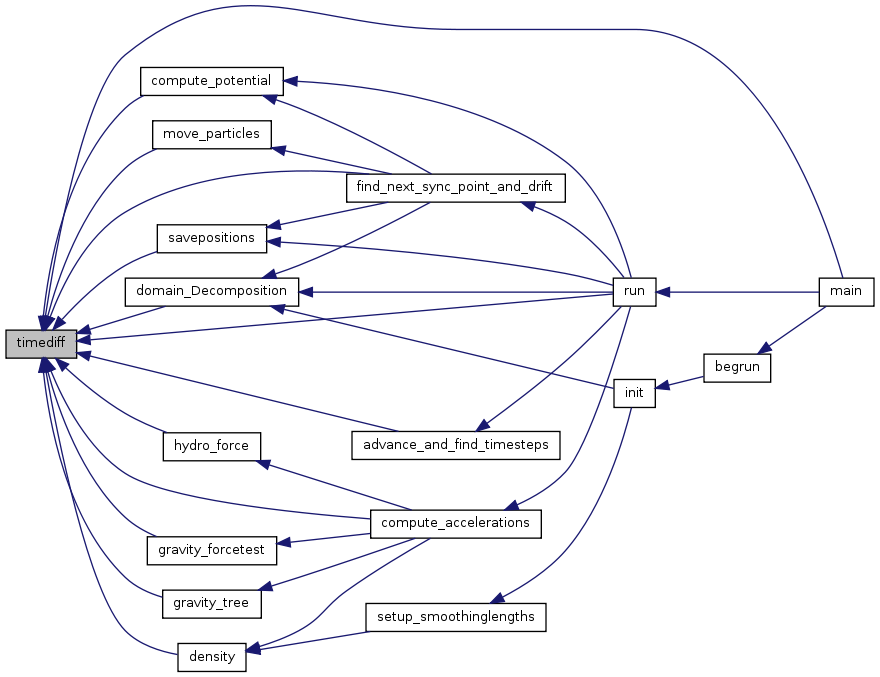 compute_potential
move_particles
find_next_sync_point_and_drift
savepositions
domain_Decomposition
run
main
timediff
begrun
init
advance_and_find_timesteps
hydro_force
compute_accelerations
gravity_forcetest
gravity_tree
setup_smoothinglengths
density